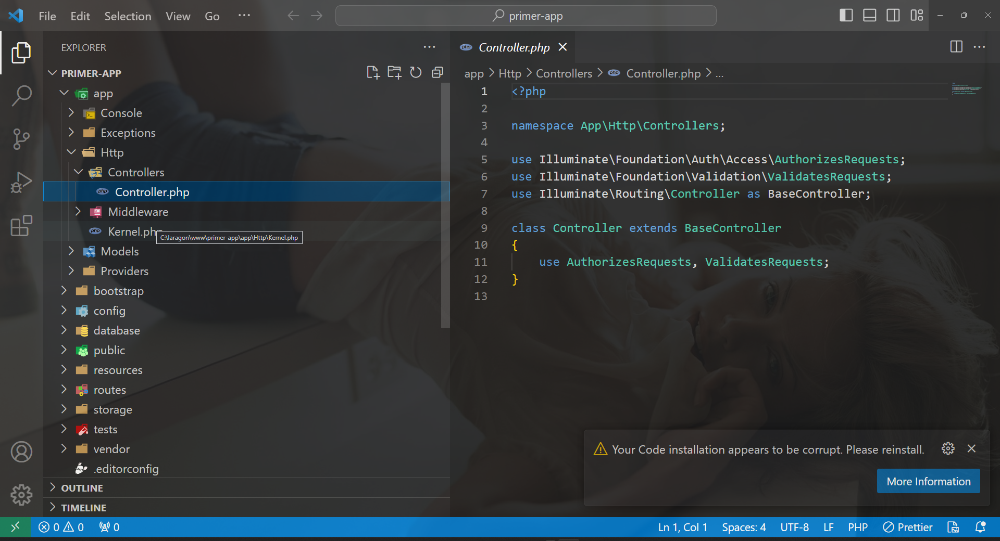 File Edit Selection View Go ···
primer-app
EXPLORER
PRIMER-APP
app
Console
Exceptions
Http
Controllers
Controller.php
Middleware
Kernel.php
C:\laragon\www\primer-app\app\Http\Kernel.php
Models
Providers
bootstrap
config
database
public
resources
routes
storage
tests
vendor
.editorconfig
OUTLINE
TIMELINE
php Controller.php
app > Http > Controllers > php Controller.php > ...
1 <?php
2
3 namespace App\Http\Controllers;
4
5 use Illuminate\Foundation\Auth\Access\AuthorizesRequests;
6 use Illuminate\Foundation\Validation\ValidatesRequests;
7 use Illuminate\Routing\Controller as BaseController;
8
9 class Controller extends BaseController
10 {
11     use AuthorizesRequests, ValidatesRequests;
12 }
13
Your Code installation appears to be corrupt. Please reinstall.
More Information
0 0 0
Ln 1, Col 1 Spaces: 4 UTF-8 LF PHP Prettier